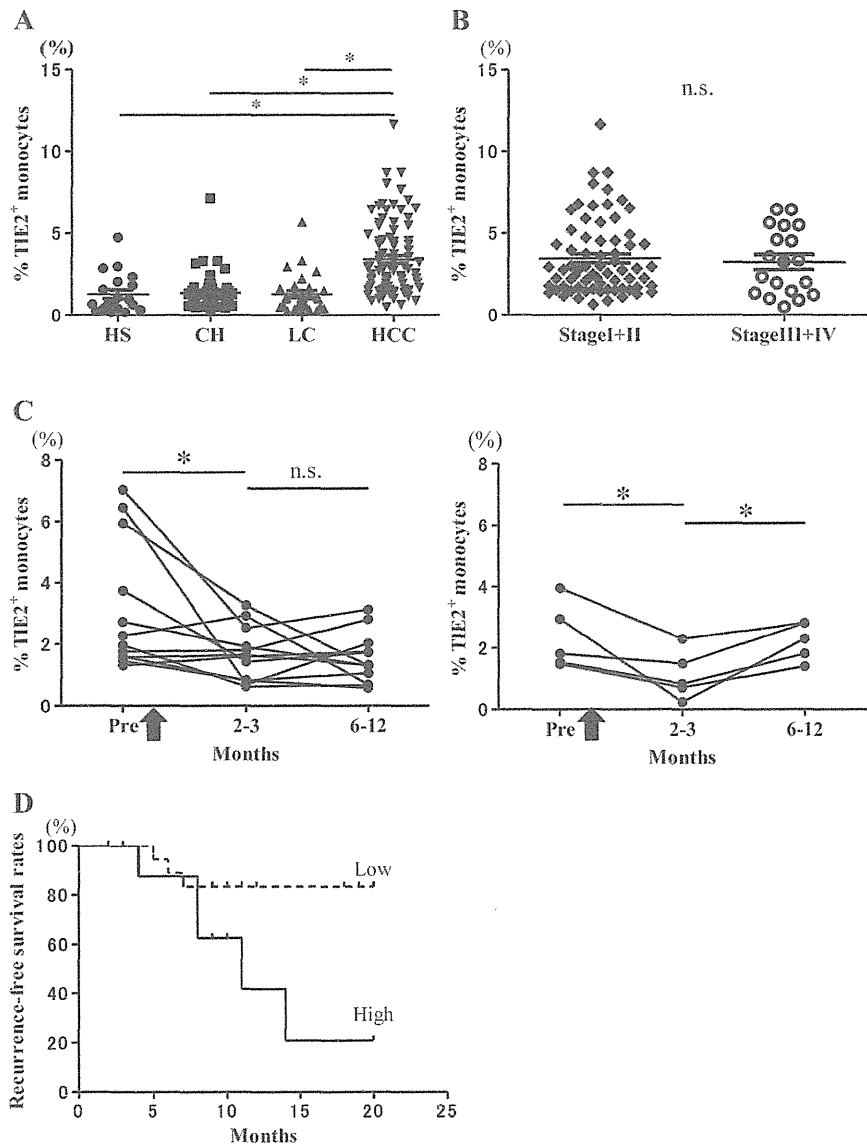 A
(%)
% TIE2+ monocytes
15
10
5
0
*
*
*
HS CH LC HCC
B
(%)
% TIE2+ monocytes
15
10
5
0
n.s.
StageI+II StageIII+IV
C
(%)
% TIE2+ monocytes
8
6
4
2
0
* n.s.
Pre 2-3 6-12
Months
(%)
% TIE2+ monocytes
8
6
4
2
0
* *
Pre 2-3 6-12
Months
D
(%)
Recurrence-free survival rates
100
80
60
40
20
0
Low
High
0 5 10 15 20 25
Months